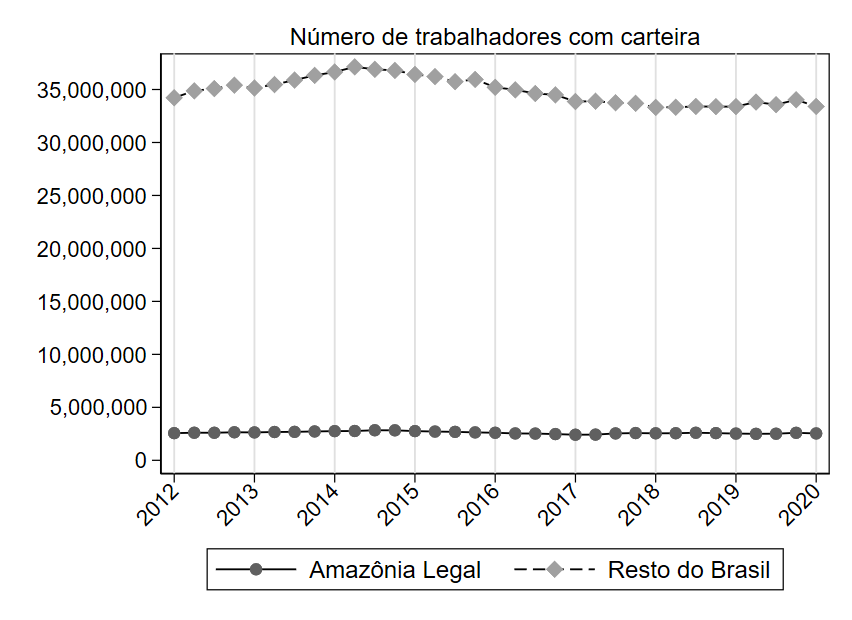 Número de trabalhadores com carteira
35,000,000
30,000,000
25,000,000
20,000,000
15,000,000
10,000,000
5,000,000
0
2012 2013 2014 2015 2016 2017 2018 2019 2020
Amazônia Legal Resto do Brasil